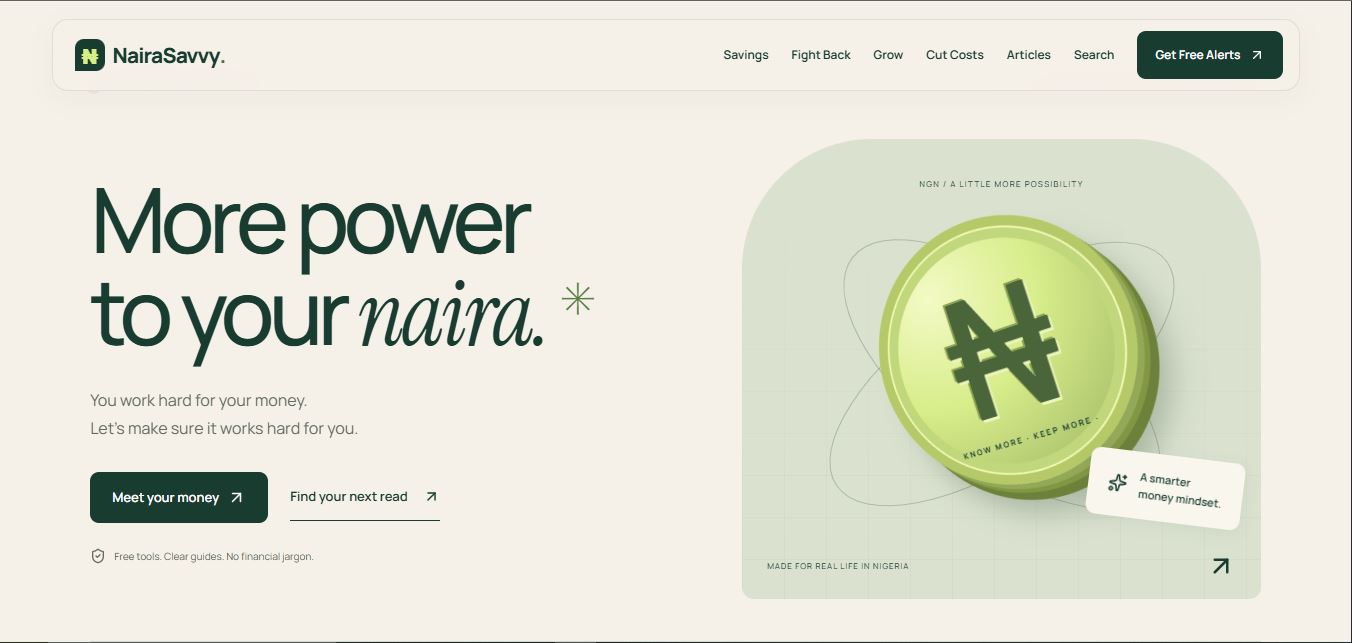 ₦ NairaSavvy.
Savings
Fight Back
Grow
Cut Costs
Articles
Search
Get Free Alerts
More power
to your naira.
You work hard for your money.
Let's make sure it works hard for you.
Meet your money
Find your next read
Free tools. Clear guides. No financial jargon.
NGN / A LITTLE MORE POSSIBILITY
₦
KNOW MORE · KEEP MORE ·
A smarter
money mindset.
MADE FOR REAL LIFE IN NIGERIA